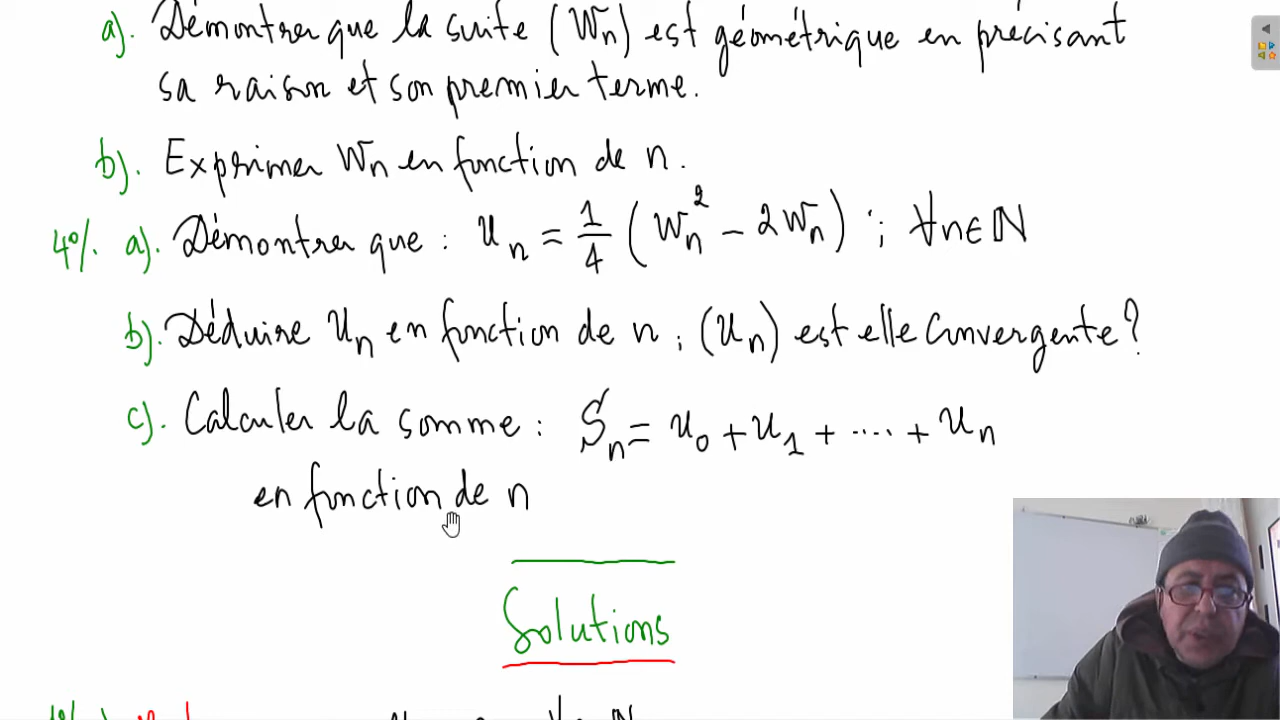 a). Démontrer que la suite (Wn) est géométrique en précisant
sa raison et son premier terme.
b). Exprimer Wn en fonction de n.
4°/. a). Démontrer que : un = 1/4 (Wn² - 2Wn) ; ∀n∈ℕ
b). Déduire un en fonction de n ; (un) est elle convergente ?
c). Calculer la somme : Sn = u0 + u1 + .... + un
en fonction de n
Solutions